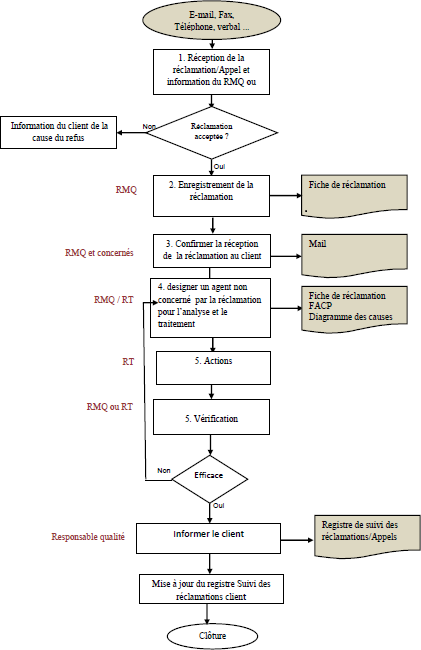 E-mail, Fax,
Téléphone, verbal ...
1. Réception de la
réclamation/Appel et
information du RMQ ou
Réclamation
acceptée ?
Non
Information du client de la
cause du refus
Oui
RMQ
2. Enregistrement de la
réclamation
Fiche de réclamation
.
RMQ et concernés
3. Confirmer la réception
de la réclamation au client
Mail
RMQ / RT
4. designer un agent non
concerné par la réclamation
pour l'analyse et le
traitement
Fiche de réclamation
FACP
Diagramme des causes
RT
5. Actions
RMQ ou RT
5. Vérification
Non
Efficace
Oui
Responsable qualité
Informer le client
Registre de suivi des
réclamations/Appels
Mise à jour du registre Suivi des
réclamations client
Clôture